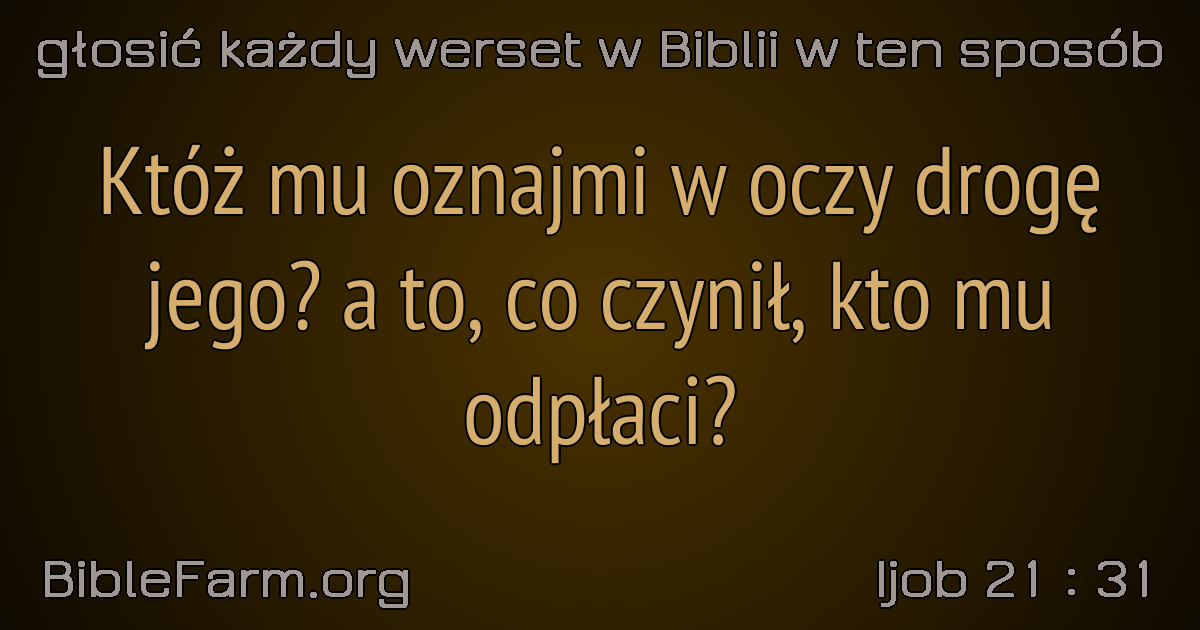 głosić każdy werset w Biblii w ten sposób
Któż mu oznajmi w oczy drogę
jego? a to, co czynił, kto mu
odpłaci?
BibleFarm.org
Ijob 21 : 31